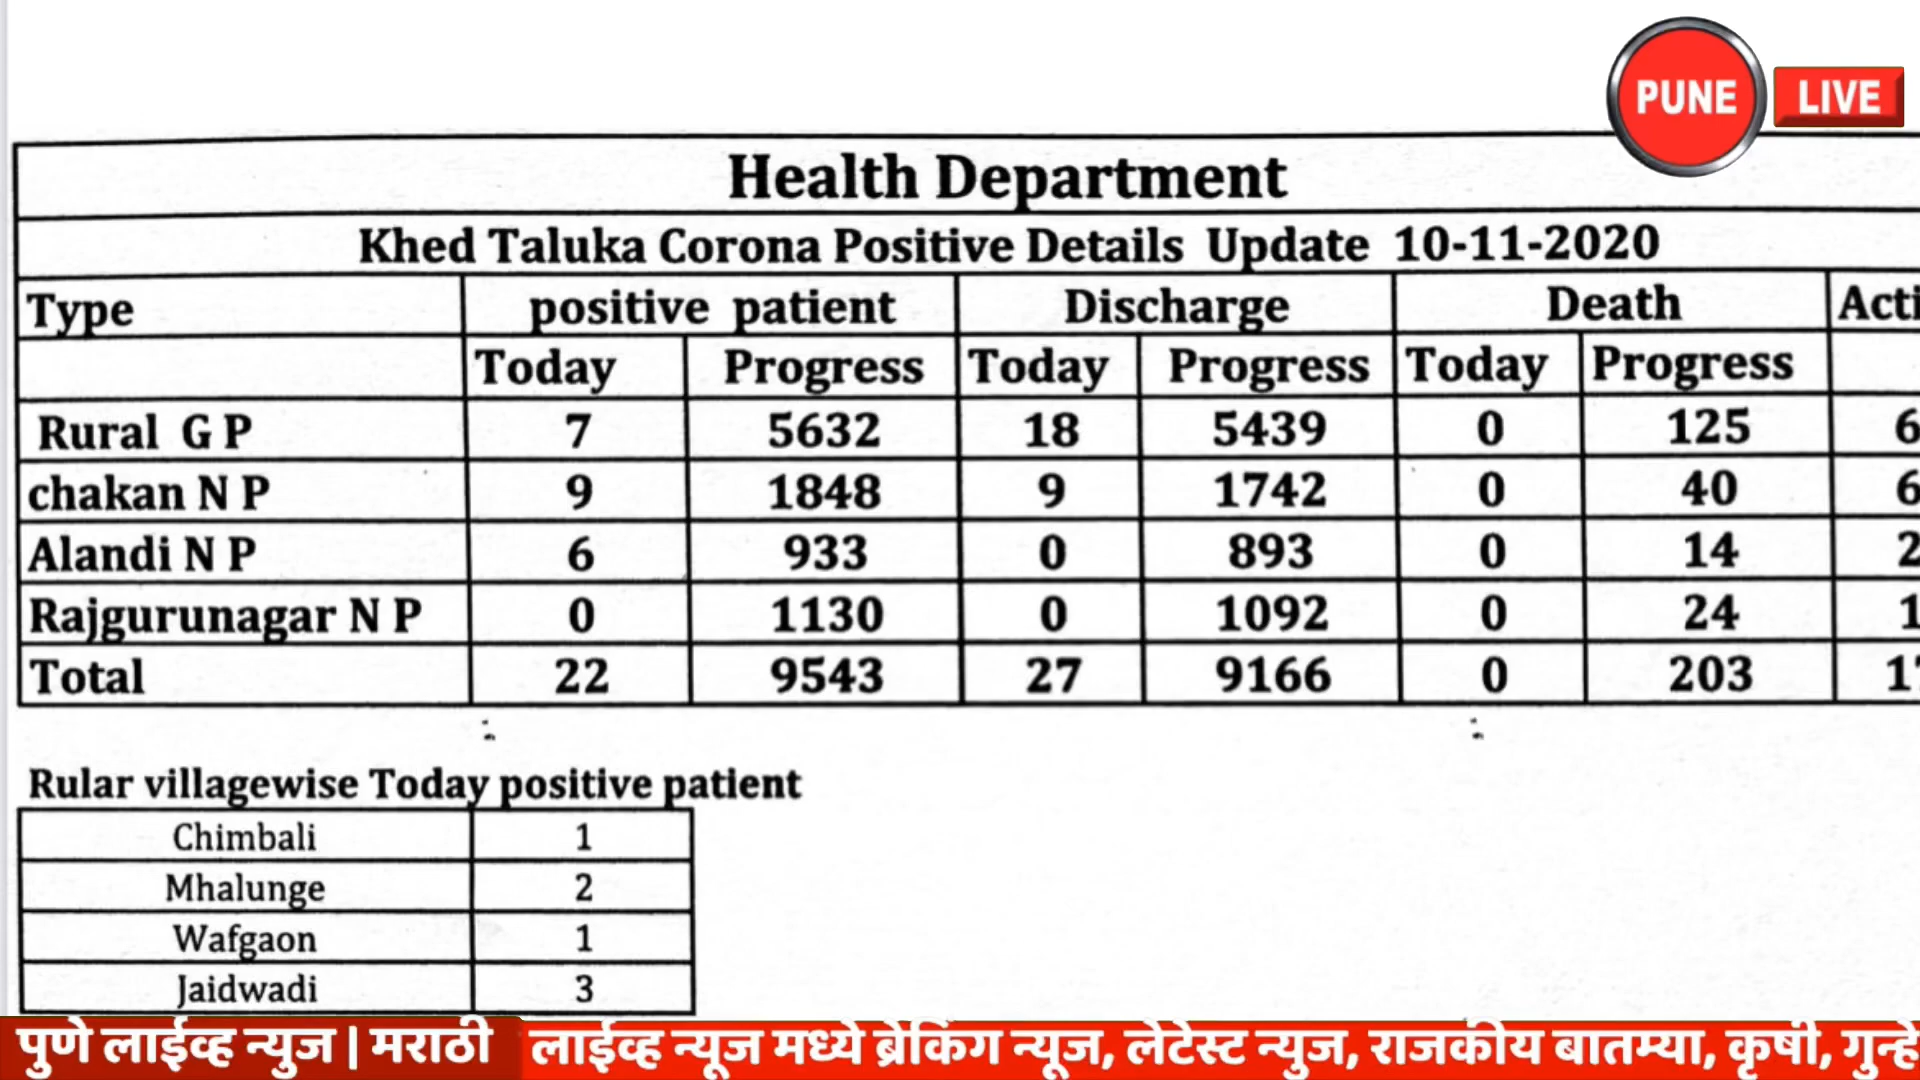 PUNE LIVE
Health Department
Khed Taluka Corona Positive Details Update 10-11-2020
Type positive patient Discharge Death
Today Progress Today Progress Today Progress
Rural G P 7 5632 18 5439 0 125
chakan N P 9 1848 9 1742 0 40
Alandi N P 6 933 0 893 0 14
Rajgurunagar N P 0 1130 0 1092 0 24
Total 22 9543 27 9166 0 203
Rular villagewise Today positive patient
Chimbali 1
Mhalunge 2
Wafgaon 1
Jaidwadi 3
पुणे लाईव्ह न्युज | मराठी लाईव्ह न्यूज मध्ये ब्रेकिंग न्यूज, लेटेस्ट न्युज, राजकीय बातम्या, कृषी,